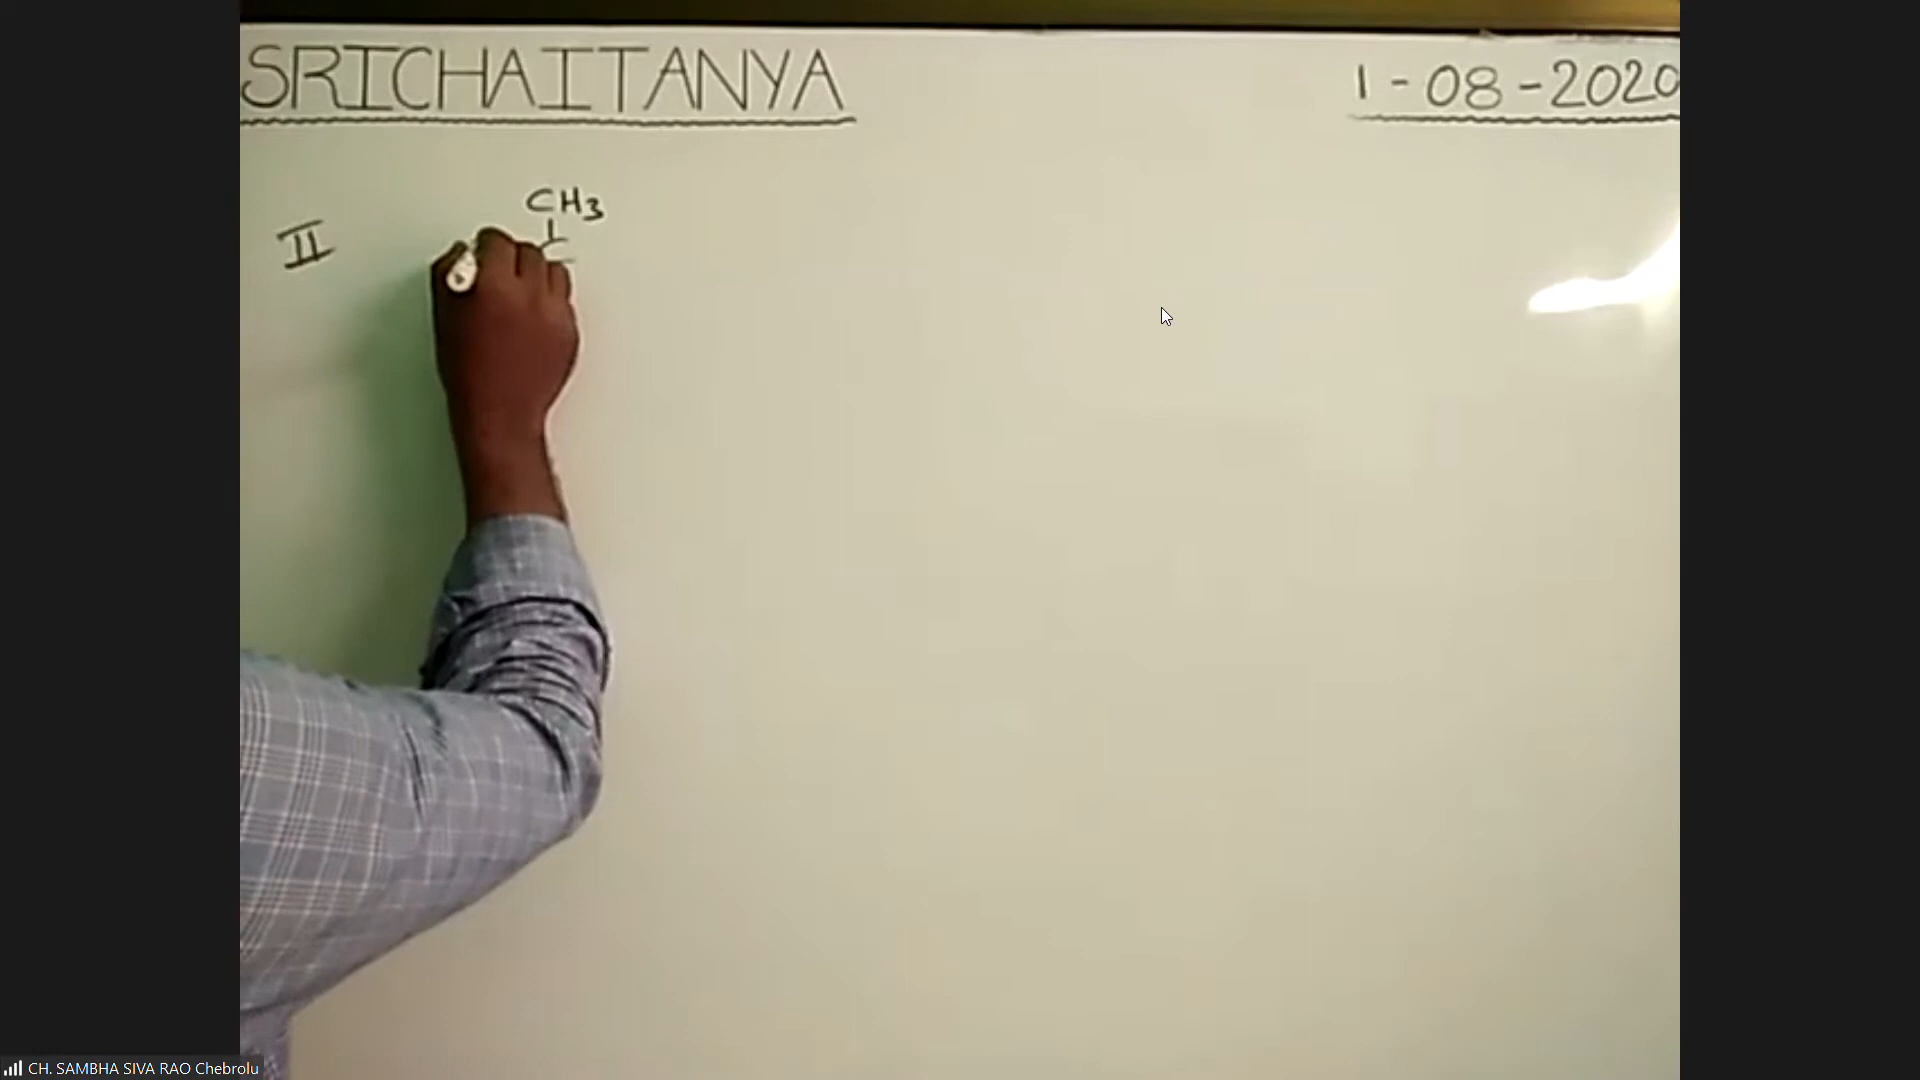 SRICHAITANYA
1-08-2020
II
CH3
C
CH. SAMBHA SIVA RAO Chebrolu